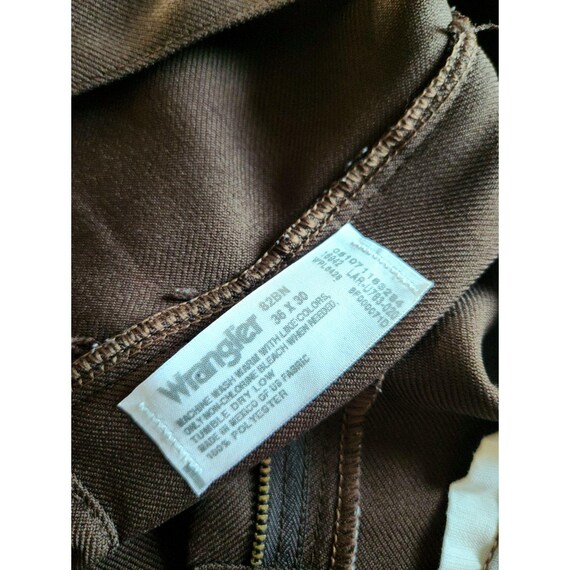 Wrangler
82BN
36 X 30
MACHINE WASH WARM WITH LIKE COLORS,
ONLY NON-CHLORINE BLEACH WHEN NEEDED,
TUMBLE DRY LOW
MADE IN MEXICO OF US FABRIC
100% POLYESTER